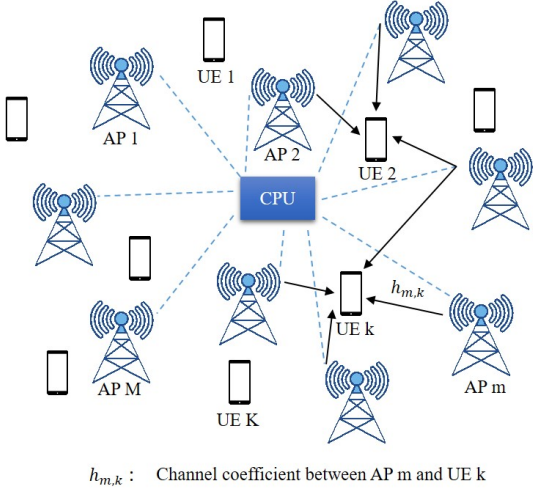 UE 1
AP 1
AP 2
UE 2
CPU
h_{m,k}
UE k
AP M
AP m
UE K
h_{m,k} : Channel coefficient between AP m and UE k